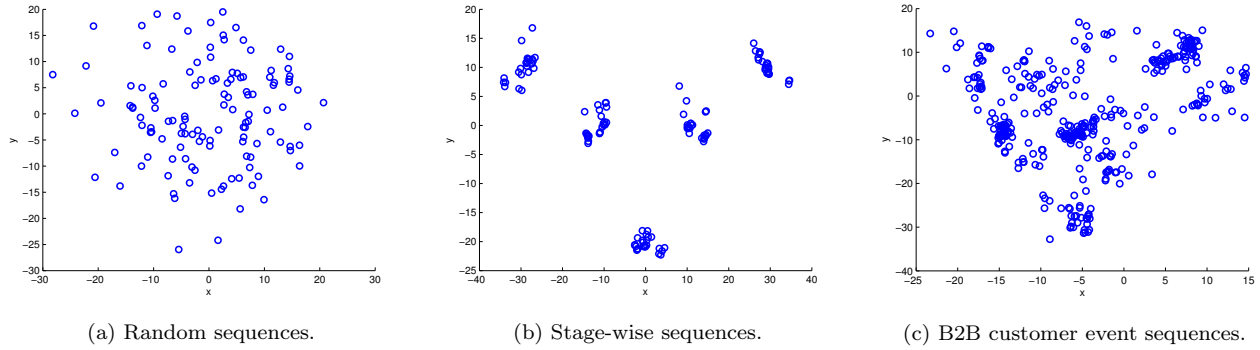 20
15
10
5
0
−5
−10
−15
−20
−25
−30
−30 −20 −10 0 10 20 30
x
y
(a) Random sequences.
20
15
10
5
0
−5
−10
−15
−20
−25
−40 −30 −20 −10 0 10 20 30 40
x
y
(b) Stage-wise sequences.
20
10
0
−10
−20
−30
−40
−25 −20 −15 −10 −5 0 5 10 15
x
y
(c) B2B customer event sequences.